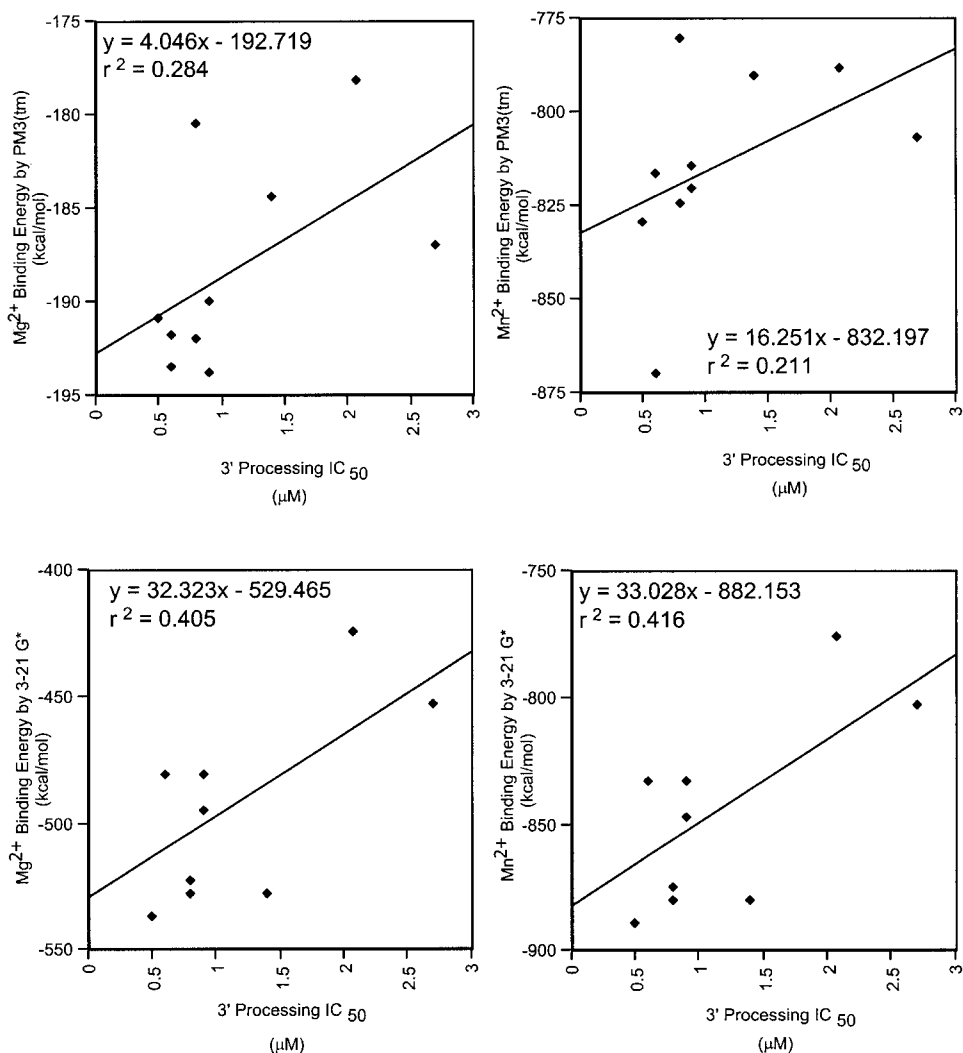 y = 4.046x - 192.719
r 2 = 0.284
Mg2+ Binding Energy by PM3(tm)
(kcal/mol)
-175
-180
-185
-190
-195
0
0.5
1
1.5
2
2.5
3
3' Processing IC 50
(μM)
-775
-800
-825
-850
-875
Mn2+ Binding Energy by PM3(tm)
(kcal/mol)
y = 16.251x - 832.197
r 2 = 0.211
0
0.5
1
1.5
2
2.5
3
3' Processing IC 50
(μM)
y = 32.323x - 529.465
r 2 = 0.405
Mg2+ Binding Energy by 3-21 G*
(kcal/mol)
-400
-450
-500
-550
0
0.5
1
1.5
2
2.5
3
3' Processing IC 50
(μM)
y = 33.028x - 882.153
r 2 = 0.416
Mn2+ Binding Energy by 3-21 G*
(kcal/mol)
-750
-800
-850
-900
0
0.5
1
1.5
2
2.5
3
3' Processing IC 50
(μM)